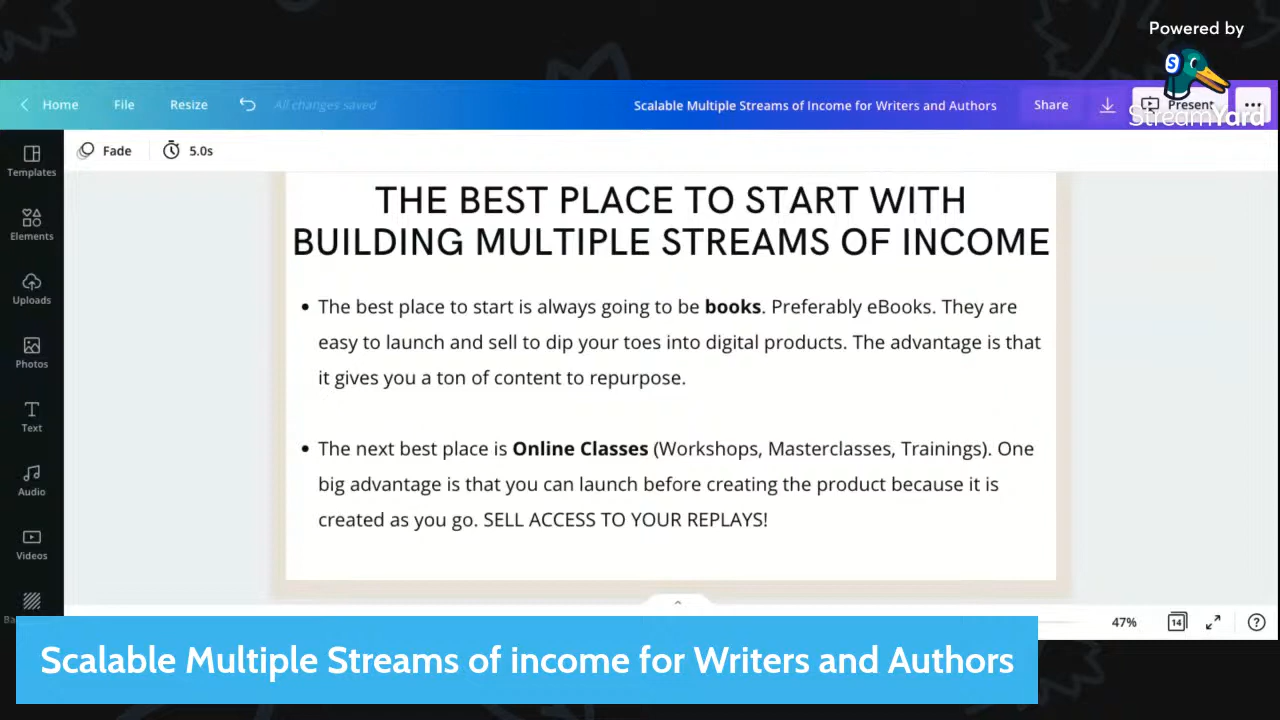 Powered by
Home File Resize All changes saved Scalable Multiple Streams of Income for Writers and Authors Share Present
StreamYard
Templates Fade 5.0s
Elements
Uploads
Photos
Text
Audio
Videos
THE BEST PLACE TO START WITH
BUILDING MULTIPLE STREAMS OF INCOME
• The best place to start is always going to be books. Preferably eBooks. They are
easy to launch and sell to dip your toes into digital products. The advantage is that
it gives you a ton of content to repurpose.
• The next best place is Online Classes (Workshops, Masterclasses, Trainings). One
big advantage is that you can launch before creating the product because it is
created as you go. SELL ACCESS TO YOUR REPLAYS!
47% 14
Scalable Multiple Streams of income for Writers and Authors